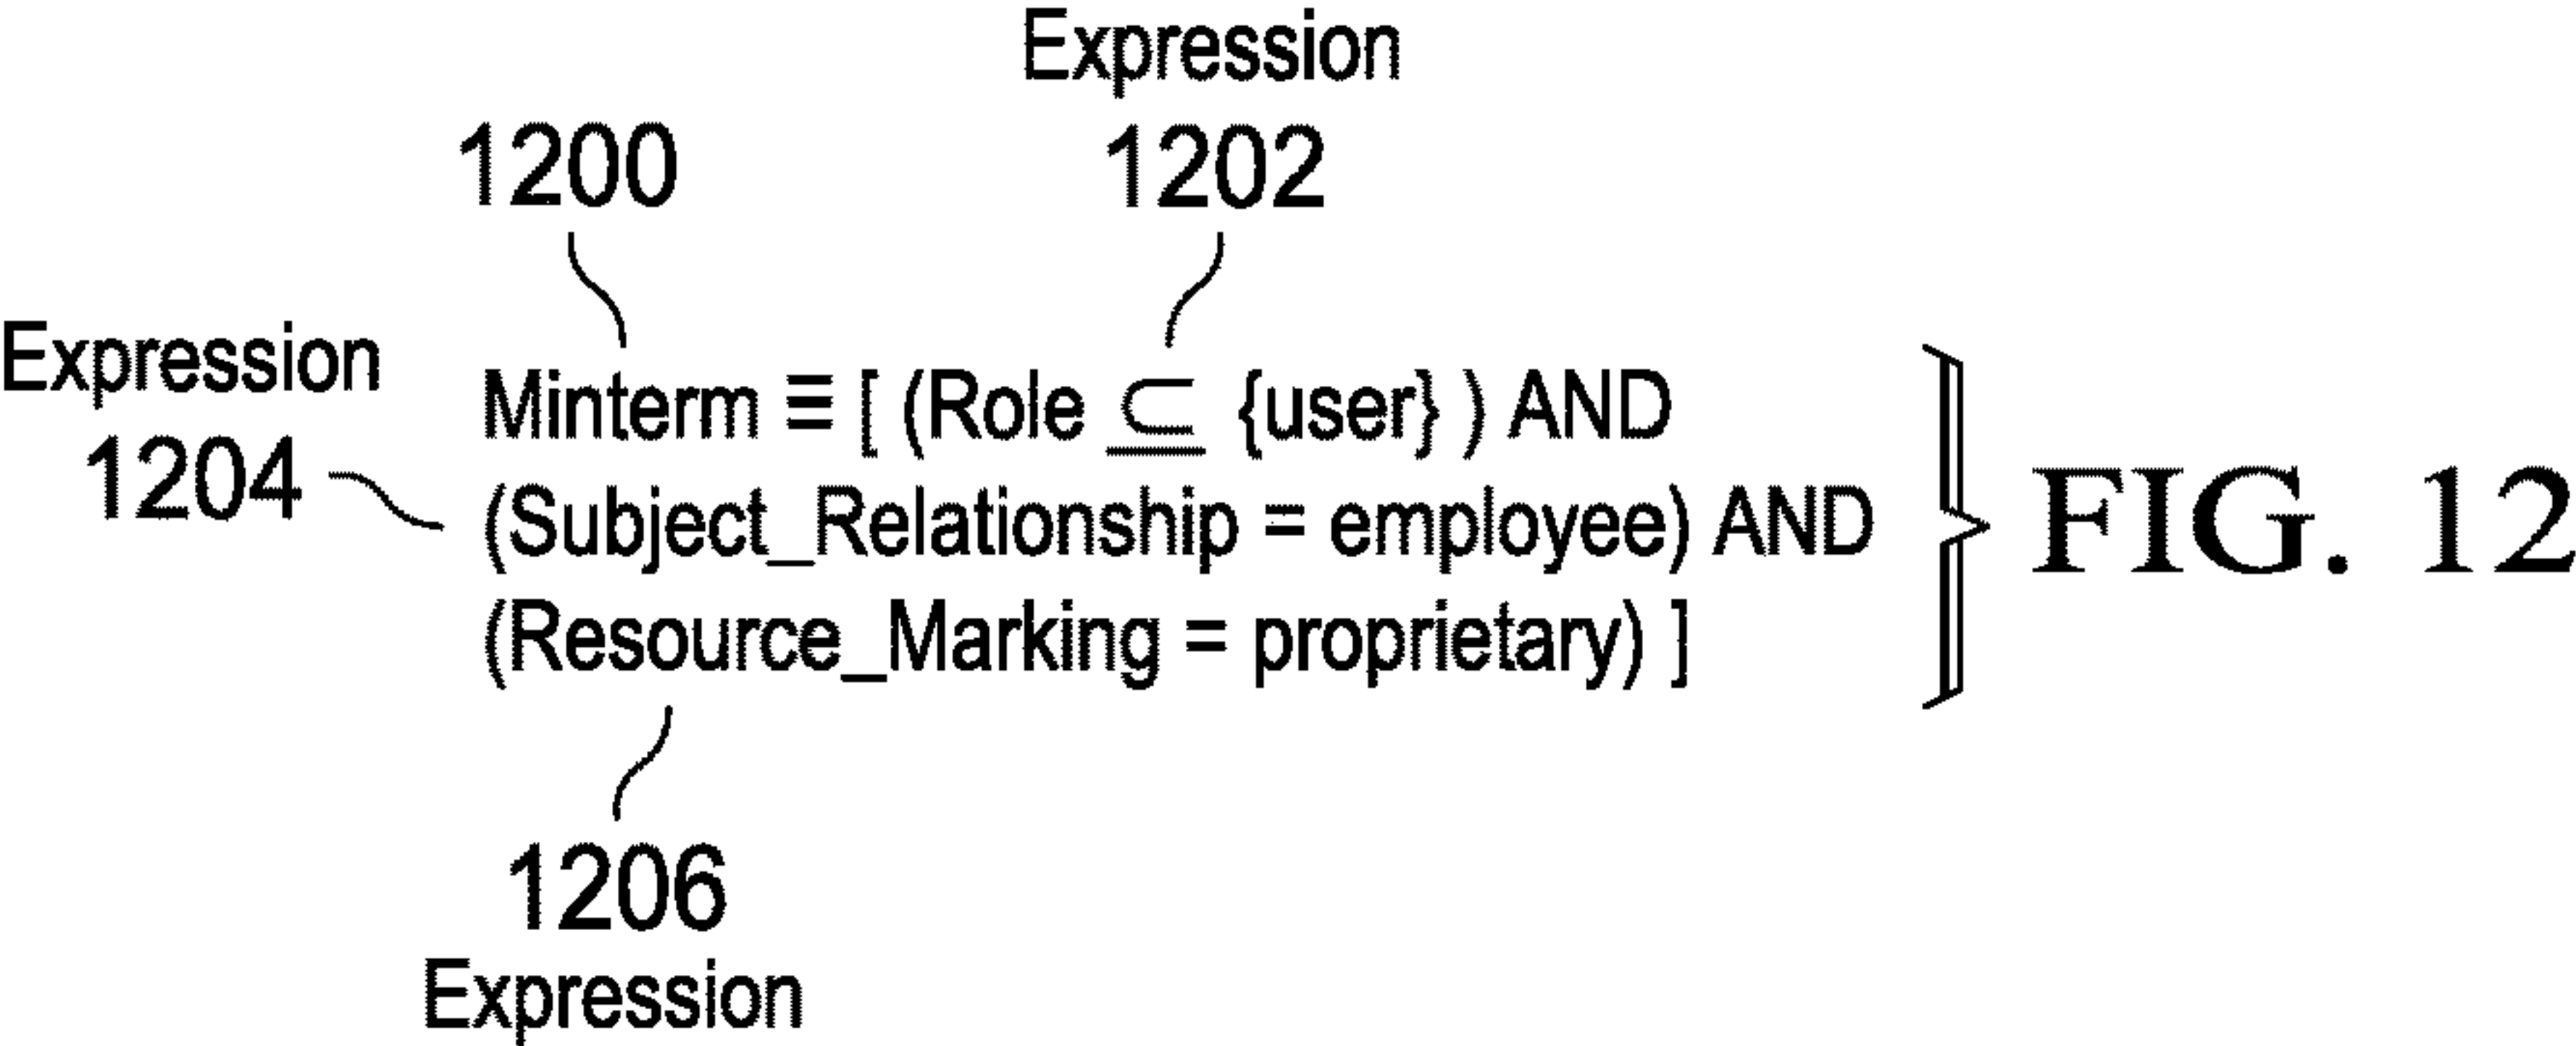 Expression
1202
1200
Expression
1204
Minterm ≡ [ (Role ⊆ {user} ) AND
(Subject_Relationship = employee) AND
(Resource_Marking = proprietary) ]
FIG. 12
1206
Expression